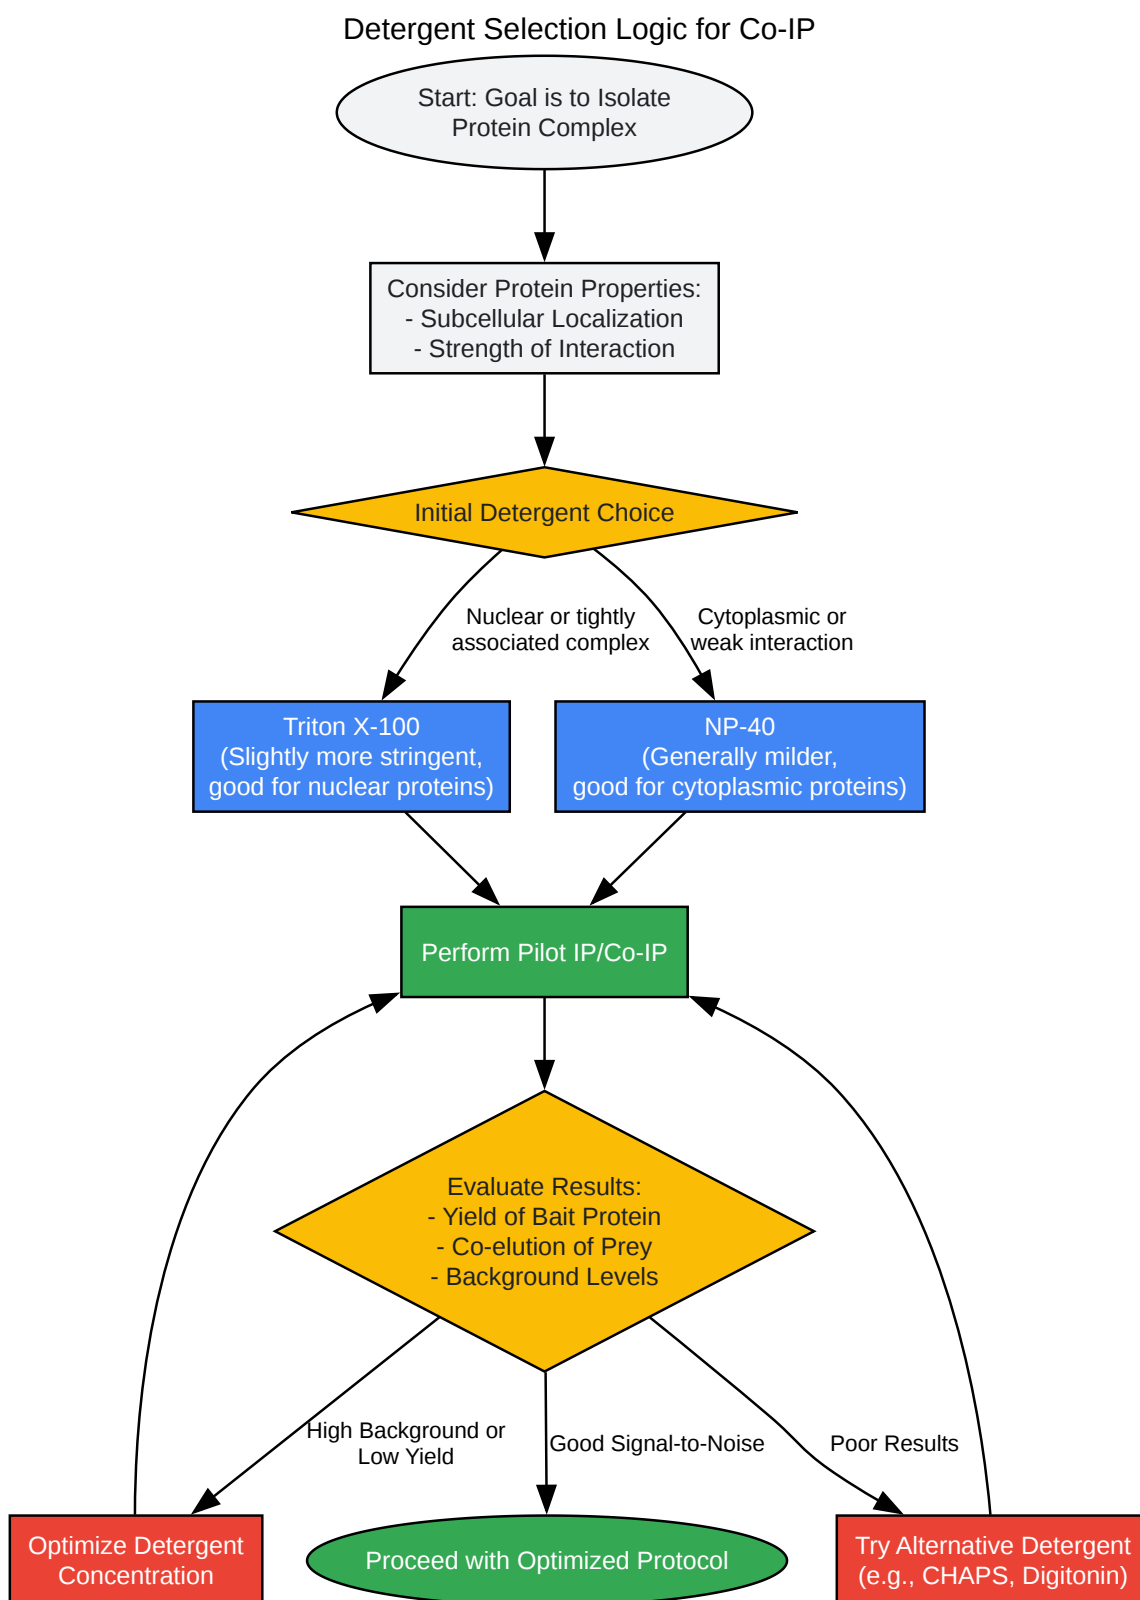 Detergent Selection Logic for Co-IP
Start: Goal is to Isolate
Protein Complex
Consider Protein Properties:
- Subcellular Localization
- Strength of Interaction
Initial Detergent Choice
Nuclear or tightly
associated complex
Cytoplasmic or
weak interaction
Triton X-100
(Slightly more stringent,
good for nuclear proteins)
NP-40
(Generally milder,
good for cytoplasmic proteins)
Perform Pilot IP/Co-IP
Evaluate Results:
- Yield of Bait Protein
- Co-elution of Prey
- Background Levels
High Background or
Low Yield
Good Signal-to-Noise
Poor Results
Optimize Detergent
Concentration
Proceed with Optimized Protocol
Try Alternative Detergent
(e.g., CHAPS, Digitonin)